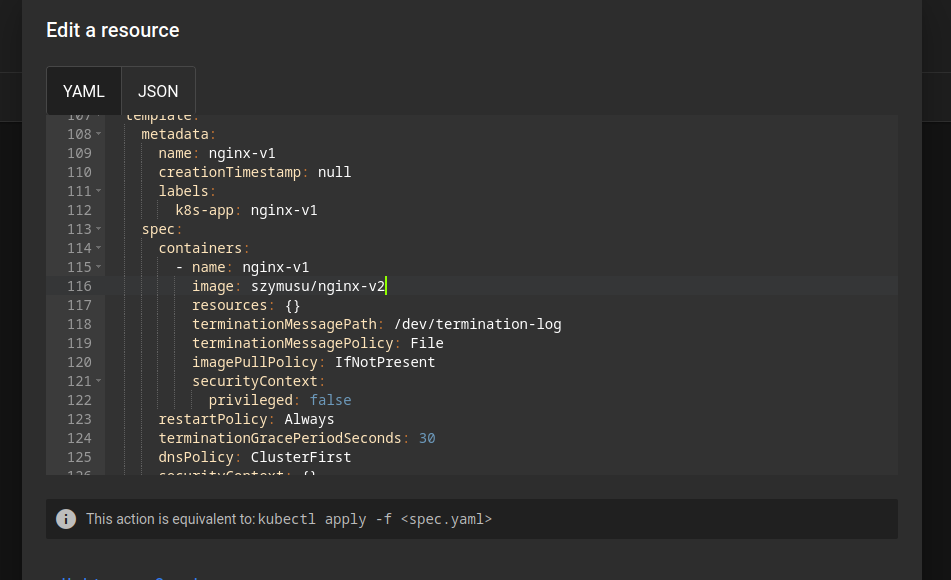 Edit a resource
YAML JSON
107 template:
108 metadata:
109 name: nginx-v1
110 creationTimestamp: null
111 labels:
112 k8s-app: nginx-v1
113 spec:
114 containers:
115 - name: nginx-v1
116 image: szymusu/nginx-v2
117 resources: {}
118 terminationMessagePath: /dev/termination-log
119 terminationMessagePolicy: File
120 imagePullPolicy: IfNotPresent
121 securityContext:
122 privileged: false
123 restartPolicy: Always
124 terminationGracePeriodSeconds: 30
125 dnsPolicy: ClusterFirst
126 securityContext: {}
This action is equivalent to: kubectl apply -f <spec.yaml>